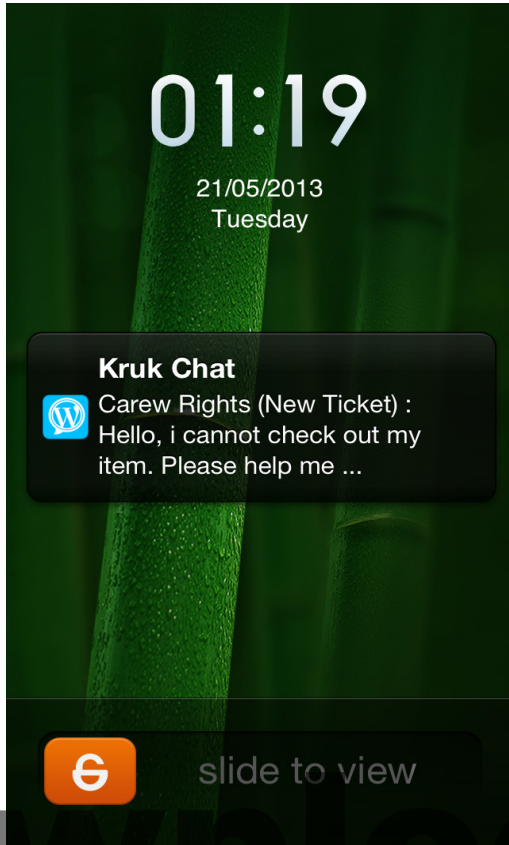 01:19
21/05/2013
Tuesday
Kruk Chat
Carew Rights (New Ticket) :
Hello, i cannot check out my
item. Please help me ...
slide to view